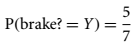 P(brake? = Y) = 5/7